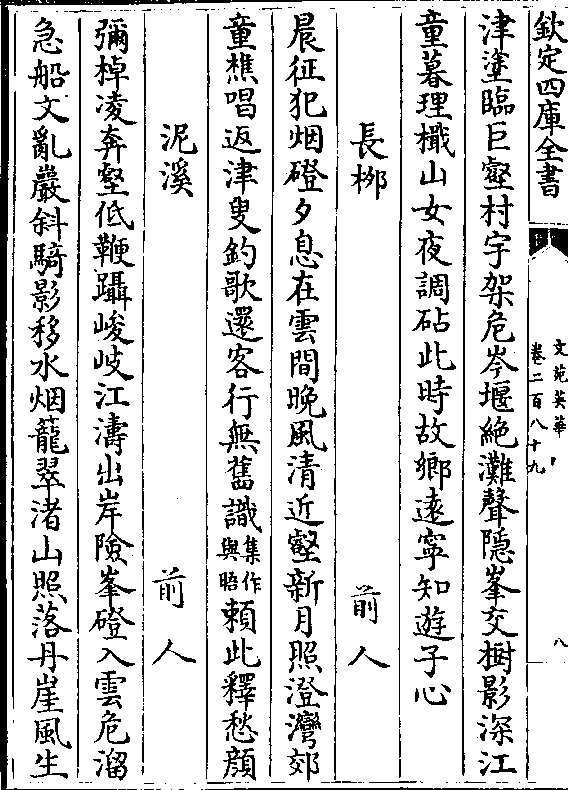 欽定四庫全書
文苑英華
卷二百八十九
八
津塗臨巨壑村宇架危岑堰絶灘聲隐峯交樹影深江
童暮理檝山女夜調砧此時故鄉逺寧知遊子心
長栁 前人
晨征犯烟磴夕息在雲間晚風清近壑新月照澄灣郊
童樵唱返津叟釣歌還客行無舊識集作與晤頼此釋愁顔
泥溪 前人
彌棹凌奔壑低鞭躡峻岐江濤出岸險峯磴入雲危溜
急船文亂巖斜騎影移水烟籠翠渚山照落丹崖風生